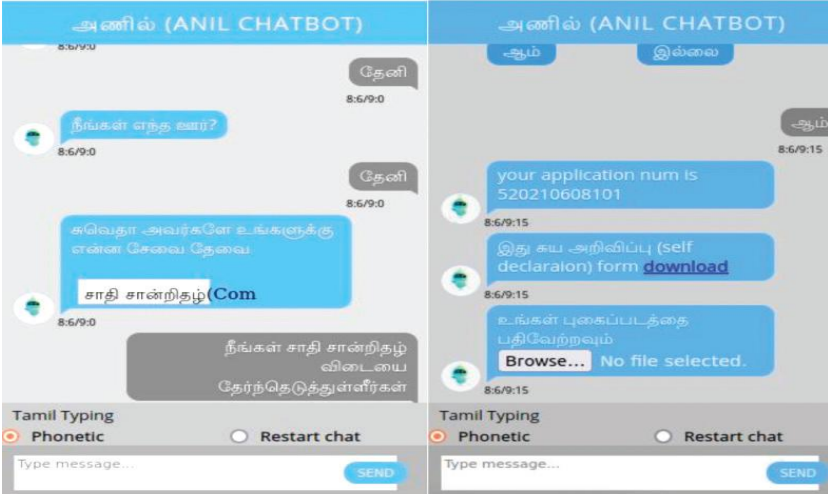 அணில் (ANIL CHATBOT)
8:6/9:0
தேனி
8:6/9:0
நீங்கள் எந்த ஊர்?
8:6/9:0
தேனி
8:6/9:0
சுவெதா அவர்களே உங்களுக்கு
என்ன சேவை தேவை
சாதி சான்றிதழ்(Com
8:6/9:0
நீங்கள் சாதி சான்றிதழ்
விடையை
தேர்ந்தெடுத்துள்ளீர்கள்
Tamil Typing
Phonetic
Restart chat
Type message...
SEND
அணில் (ANIL CHATBOT)
ஆம்
இல்லை
ஆம்
8:6/9:15
your application num is
520210608101
8:6/9:15
இது சுய அறிவிப்பு (self
declaraion) form download
8:6/9:15
உங்கள் புகைப்படத்தை
பதிவேற்றவும்
Browse... No file selected.
8:6/9:15
Tamil Typing
Phonetic
Restart chat
Type message...
SEND